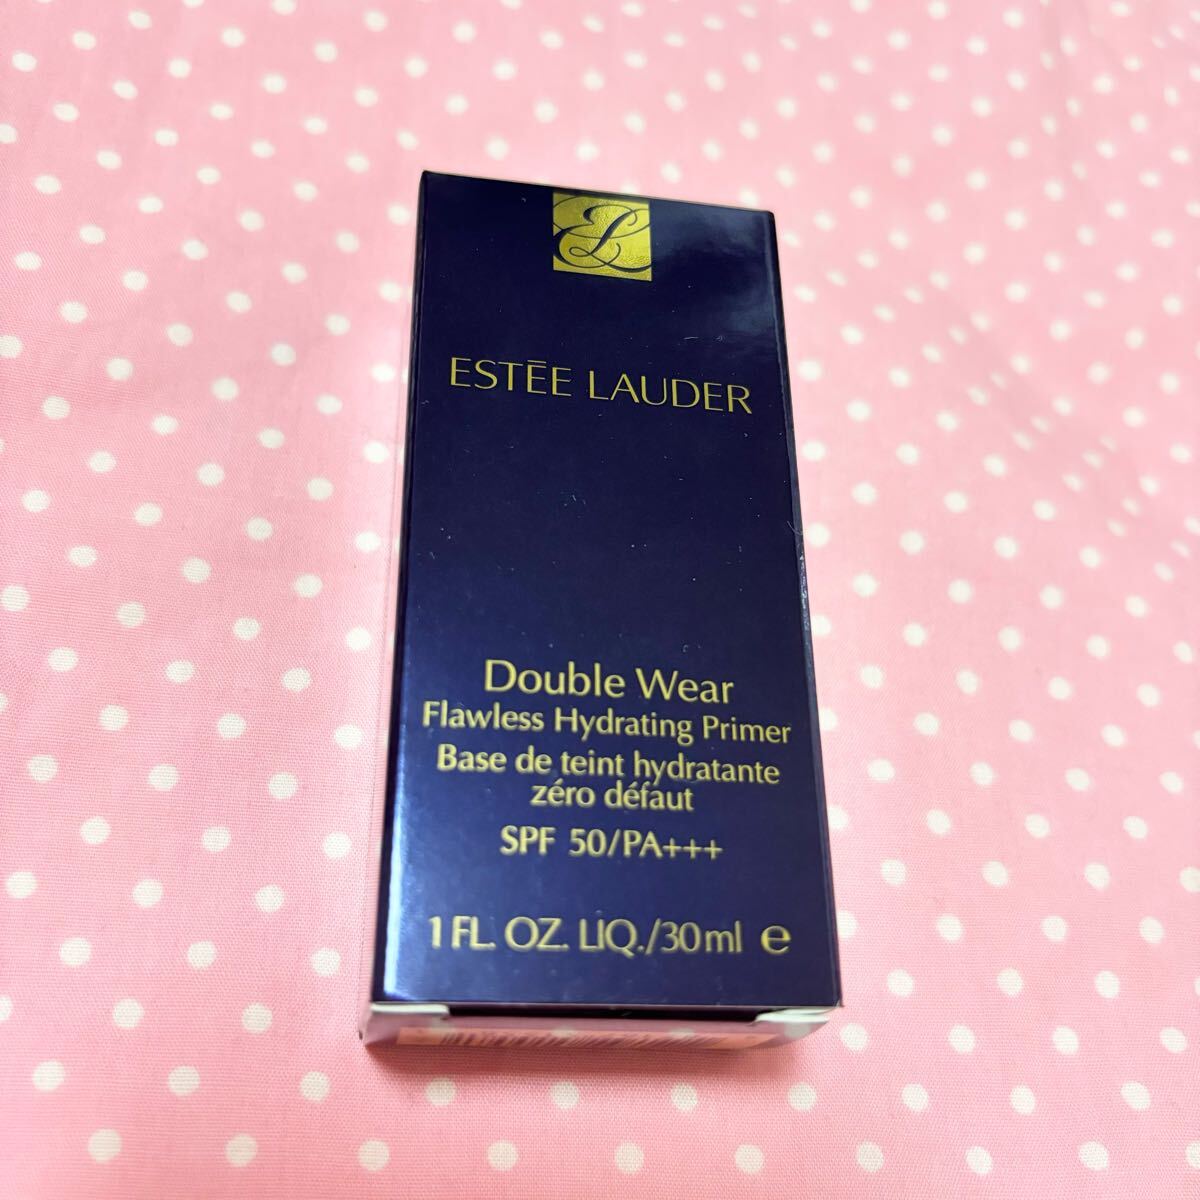 EL
ESTĒE LAUDER
Double Wear
Flawless Hydrating Primer
Base de teint hydratante
zéro défaut
SPF 50/PA+++
1 FL. OZ. LIQ./30ml e